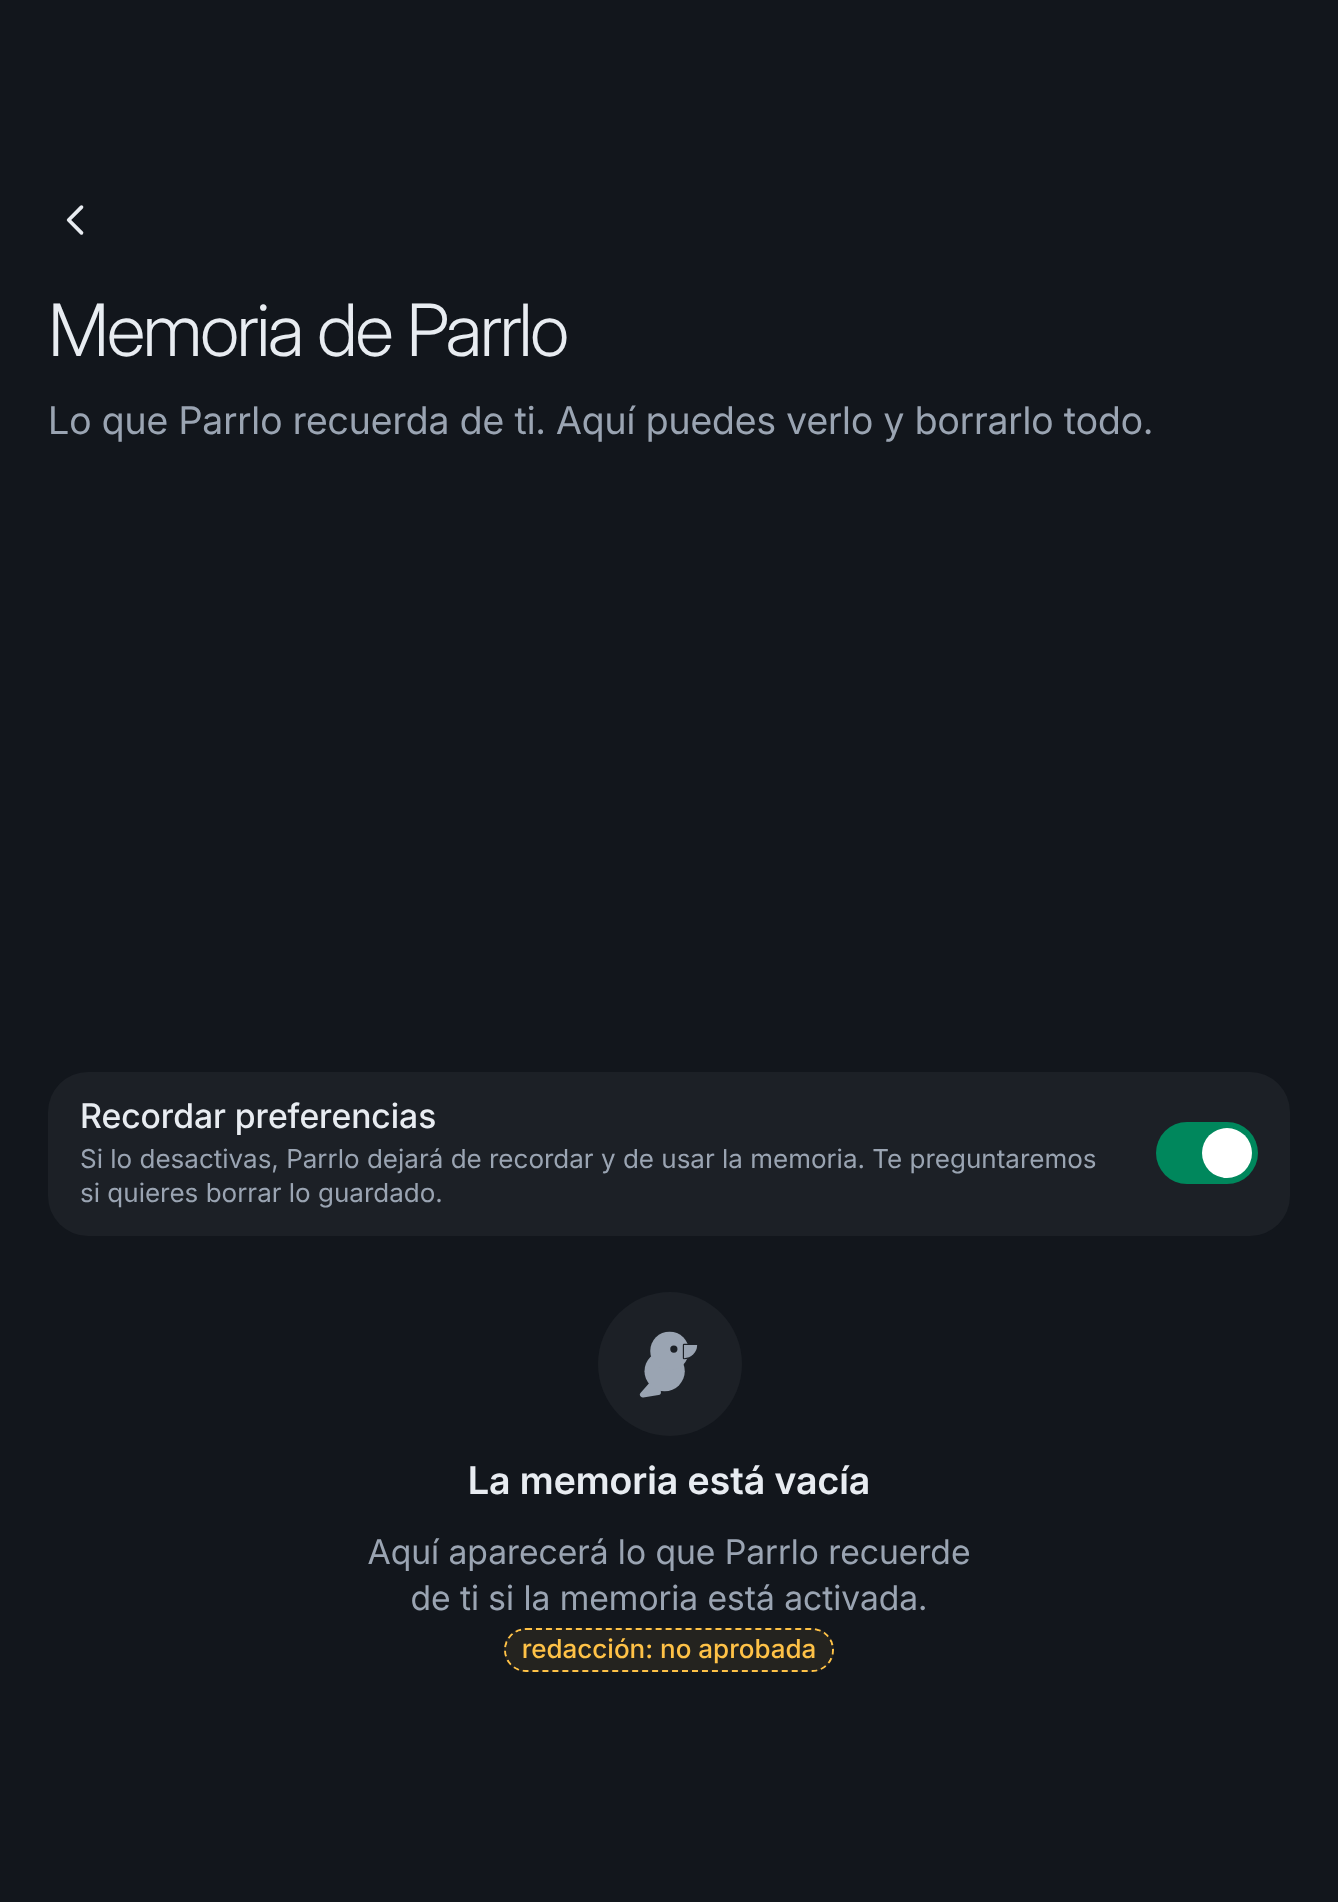 Memoria de Parrlo
Lo que Parrlo recuerda de ti. Aquí puedes verlo y borrarlo todo.
Recordar preferencias
Si lo desactivas, Parrlo dejará de recordar y de usar la memoria. Te preguntaremos
si quieres borrar lo guardado.
La memoria está vacía
Aquí aparecerá lo que Parrlo recuerde
de ti si la memoria está activada.
redacción: no aprobada